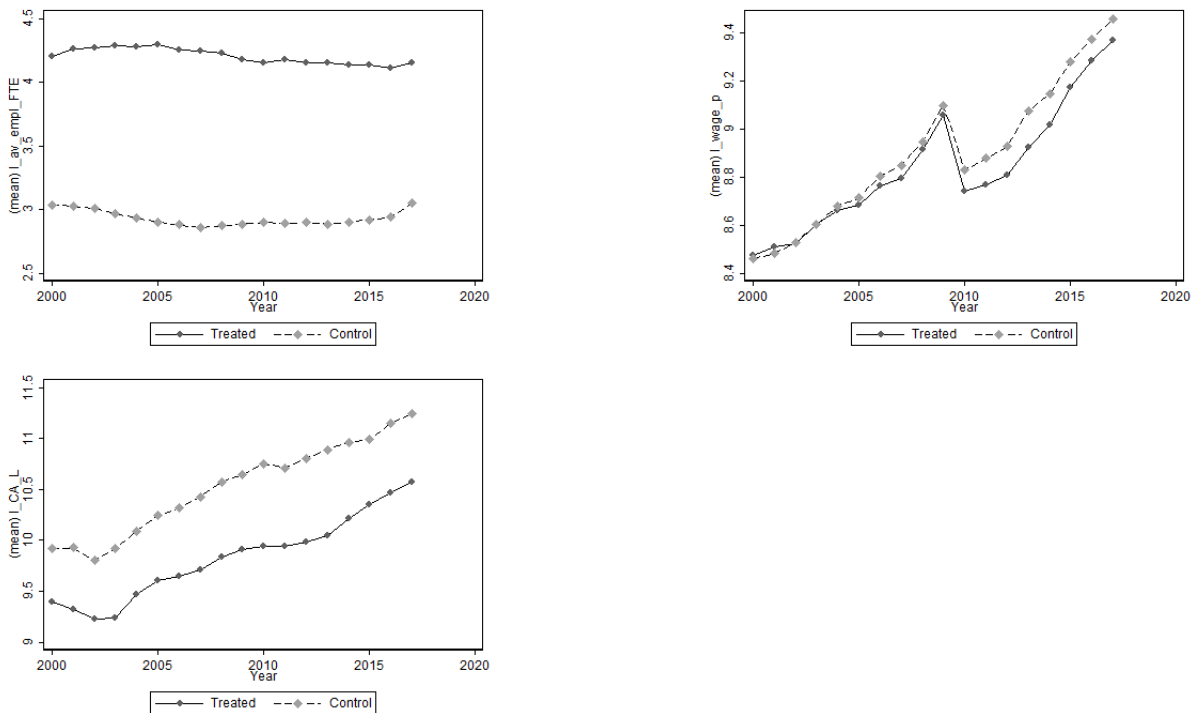 (mean) l_av_empl_FTE
4.5
4
3.5
3
2.5
2000 2005 2010 2015 2020
Year
Treated Control
(mean) l_wage_p
9.4
9.2
9
8.8
8.6
8.4
2000 2005 2010 2015 2020
Year
Treated Control
(mean) l_CA_L
11.5
11
10.5
10
9.5
9
2000 2005 2010 2015 2020
Year
Treated Control